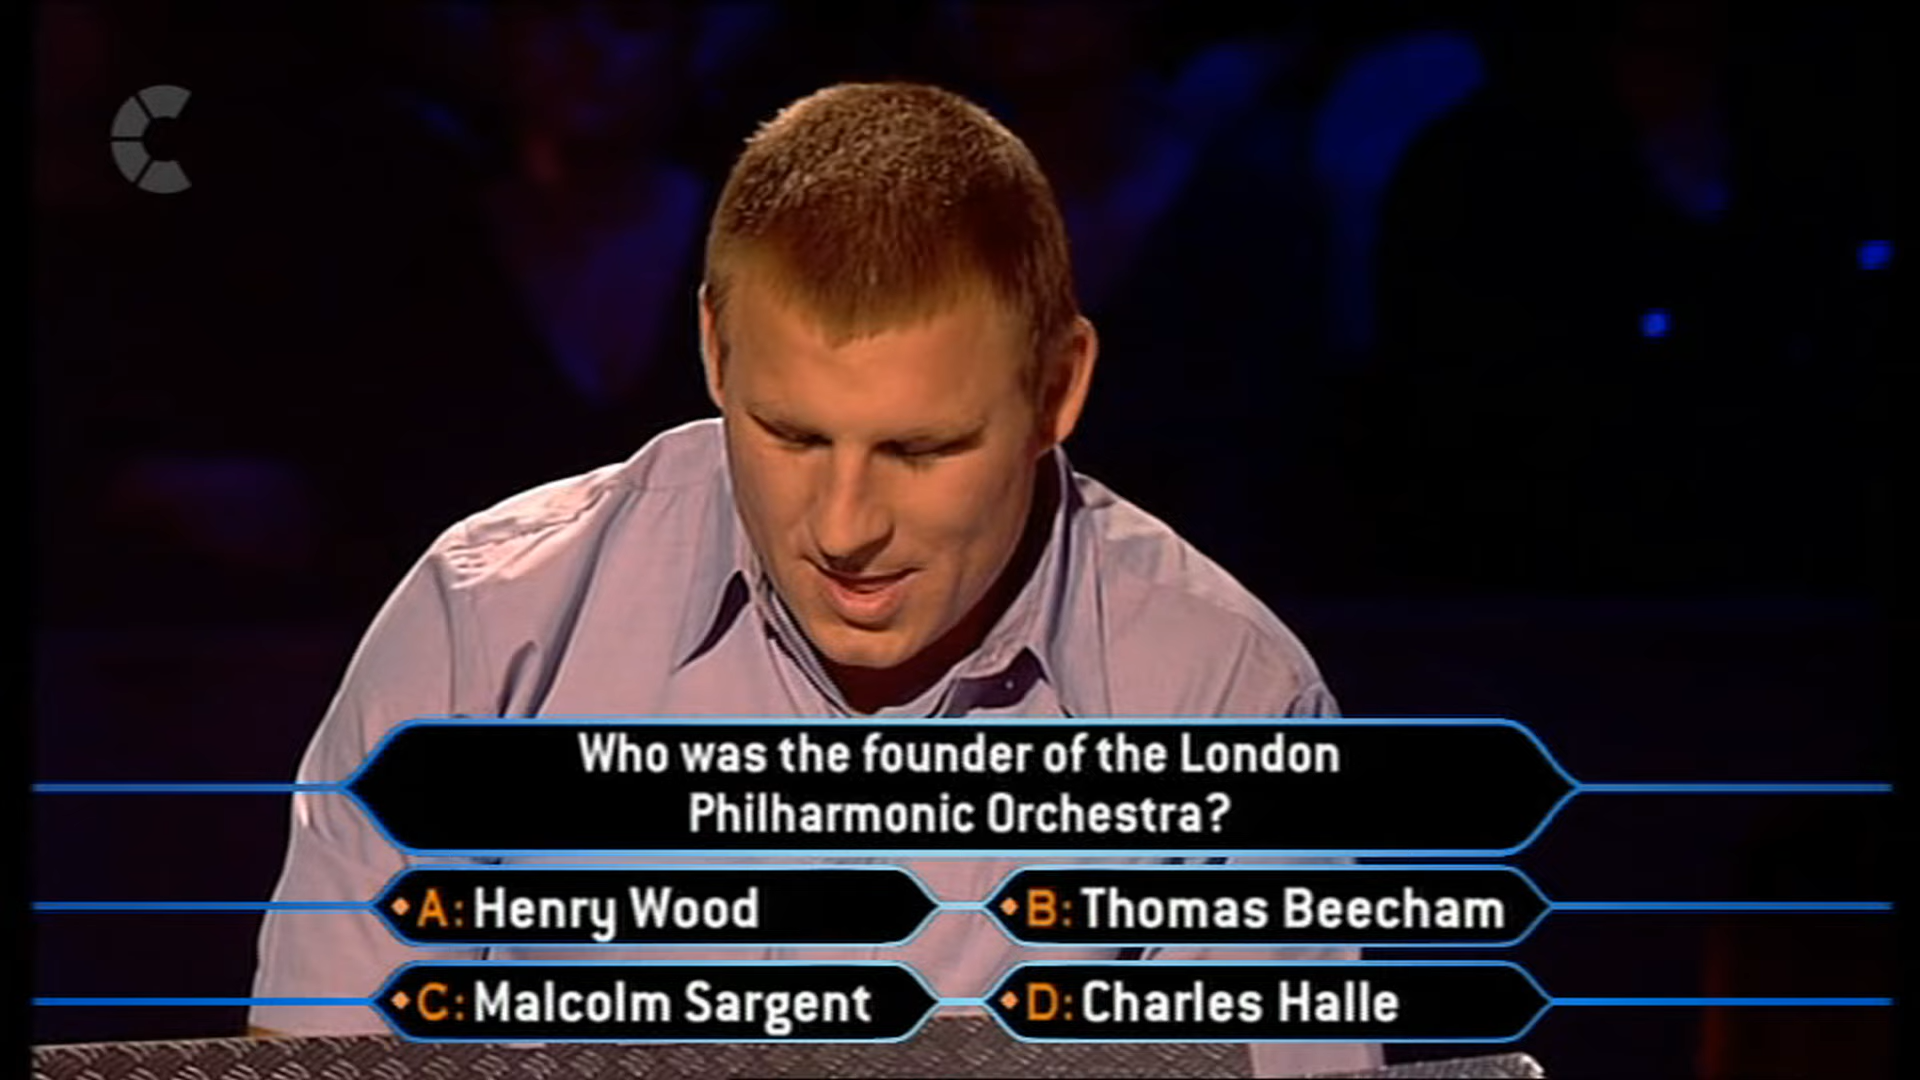 Who was the founder of the London
Philharmonic Orchestra?
A: Henry Wood
B: Thomas Beecham
C: Malcolm Sargent
D: Charles Halle